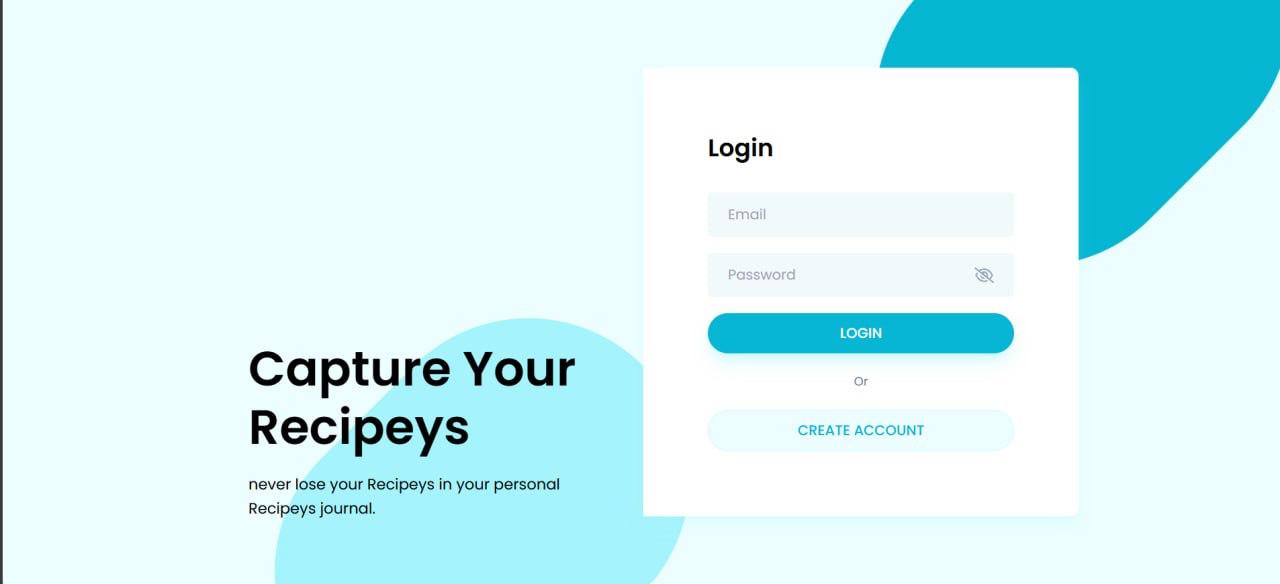 Capture Your
Recipeys
never lose your Recipeys in your personal
Recipeys journal.
Login
Email
Password
LOGIN
Or
CREATE ACCOUNT